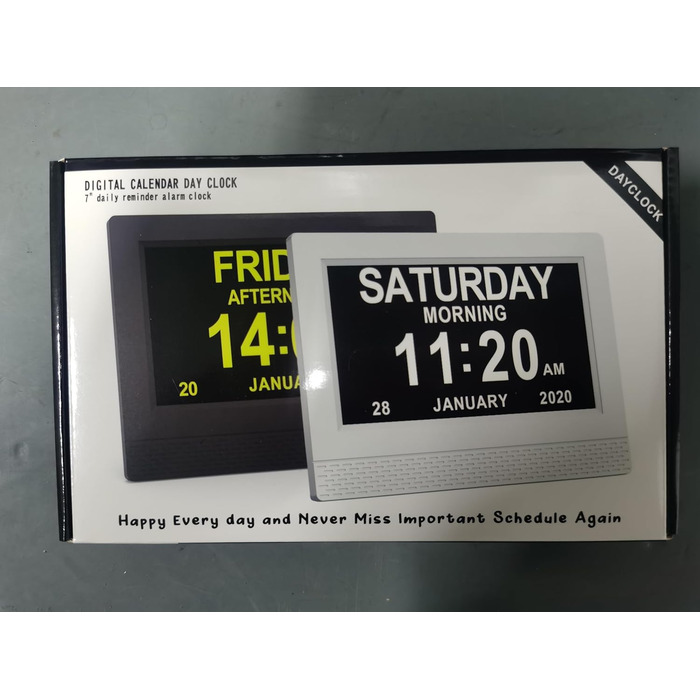 DIGITAL CALENDAR DAY CLOCK
7" daily reminder alarm clock
DAYCLOCK
FRID
AFTERN
14:0
20 JANUA
SATURDAY
MORNING
11:20 AM
28 JANUARY 2020
Happy Every day and Never Miss Important Schedule Again